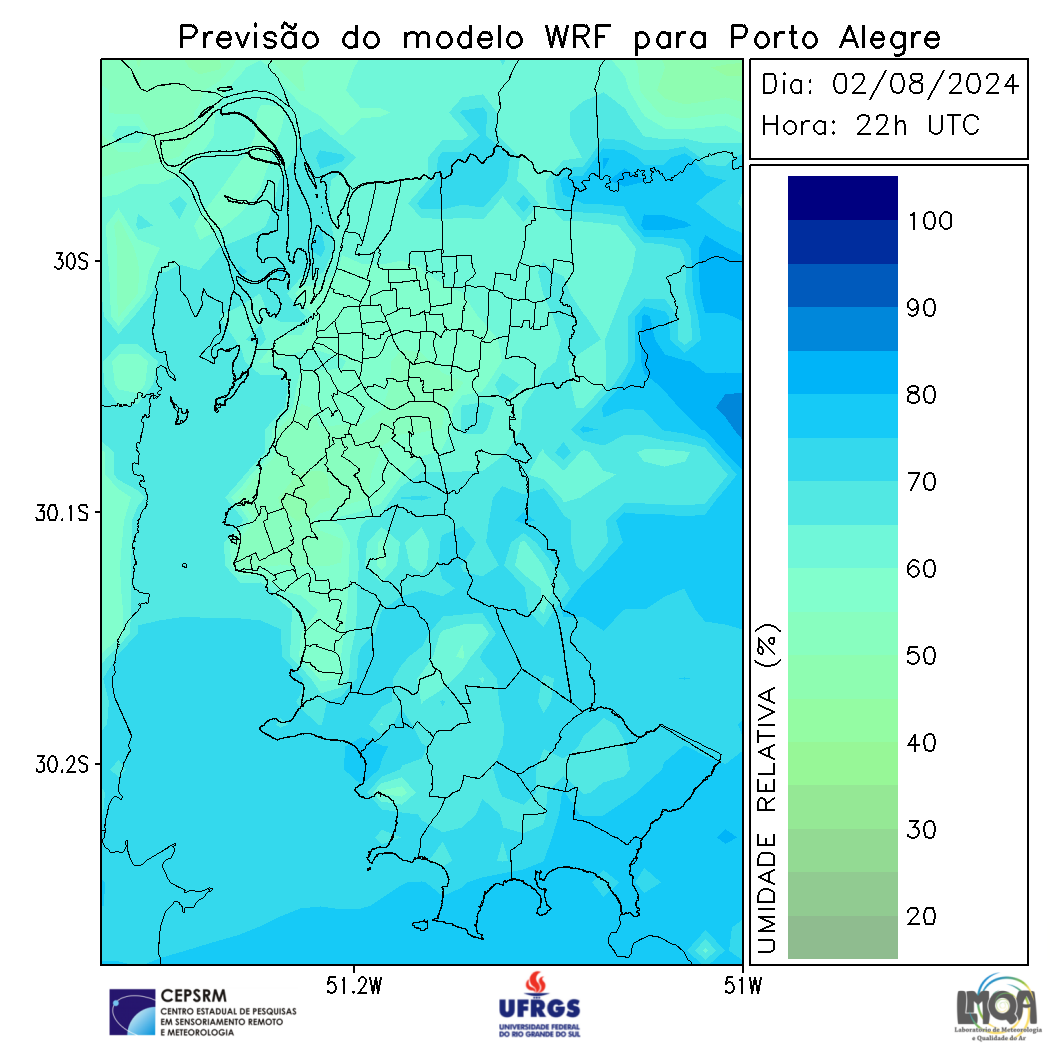 Previsão do modelo WRF para Porto Alegre
Dia: 02/08/2024
Hora: 22h UTC
30S
30.1S
30.2S
51.2W
51W
100
90
80
70
60
50
40
30
20
UMIDADE RELATIVA (%)
CEPSRM
CENTRO ESTADUAL DE PESQUISAS
EM SENSORIAMENTO REMOTO
E METEOROLOGIA
UFRGS
UNIVERSIDADE FEDERAL
DO RIO GRANDE DO SUL
LMQA
Laboratório de Meteorologia
e Qualidade do Ar